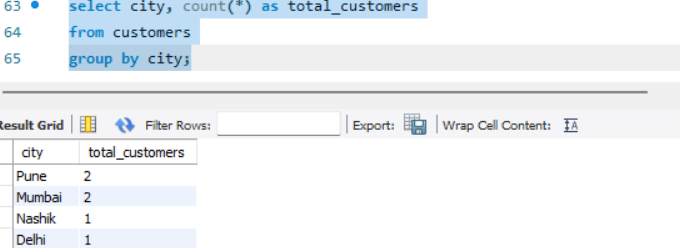 63 select city, count(*) as total_customers
64 from customers
65 group by city;
Result Grid Filter Rows: Export: Wrap Cell Content:
city total_customers
Pune 2
Mumbai 2
Nashik 1
Delhi 1